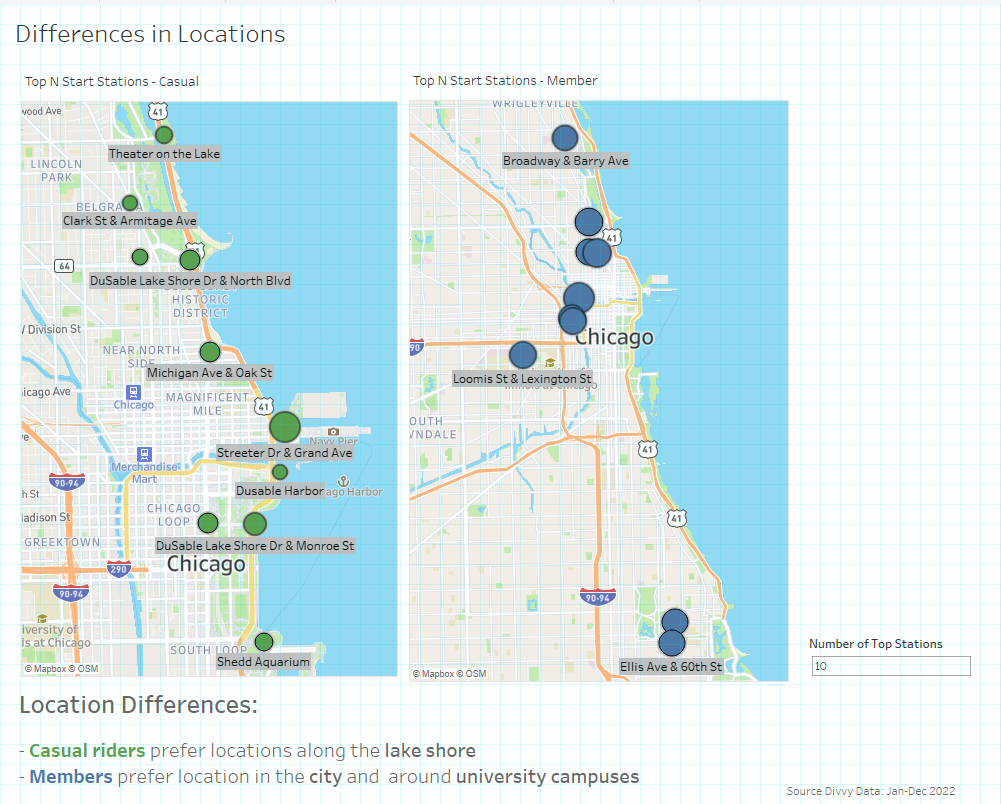 Differences in Locations
Top N Start Stations - Casual
wood Ave
41
Theater on the Lake
LINCOLN
PARK
Clark St & Armitage Ave
64
DuSable Lake Shore Dr & North Blvd
HISTORIC
DISTRICT
Division St
NEAR NORTH
SIDE
Michigan Ave & Oak St
icago Ave
Chicago
MAGNIFICENT
MILE
41
Navy Pier
Streeter Dr & Grand Ave
Merchandise
Mart
90-94
Dusable Harbor
ago Harbor
h St
adison St
CHICAGO
LOOP
GREEKTOWN
DuSable Lake Shore Dr & Monroe St
Chicago
290
90-94
iversity of
is at Chicago
SOUTH LOOP
Shedd Aquarium
© Mapbox © OSM
Top N Start Stations - Member
WRIGLEYVILLE
Broadway & Barry Ave
41
Chicago
90
Loomis St & Lexington St
OUTH
WNDALE
41
41
90-94
Ellis Ave & 60th St
© Mapbox © OSM
Number of Top Stations
10
Location Differences:
- Casual riders prefer locations along the lake shore
- Members prefer location in the city and around university campuses
Source Divvy Data: Jan-Dec 2022